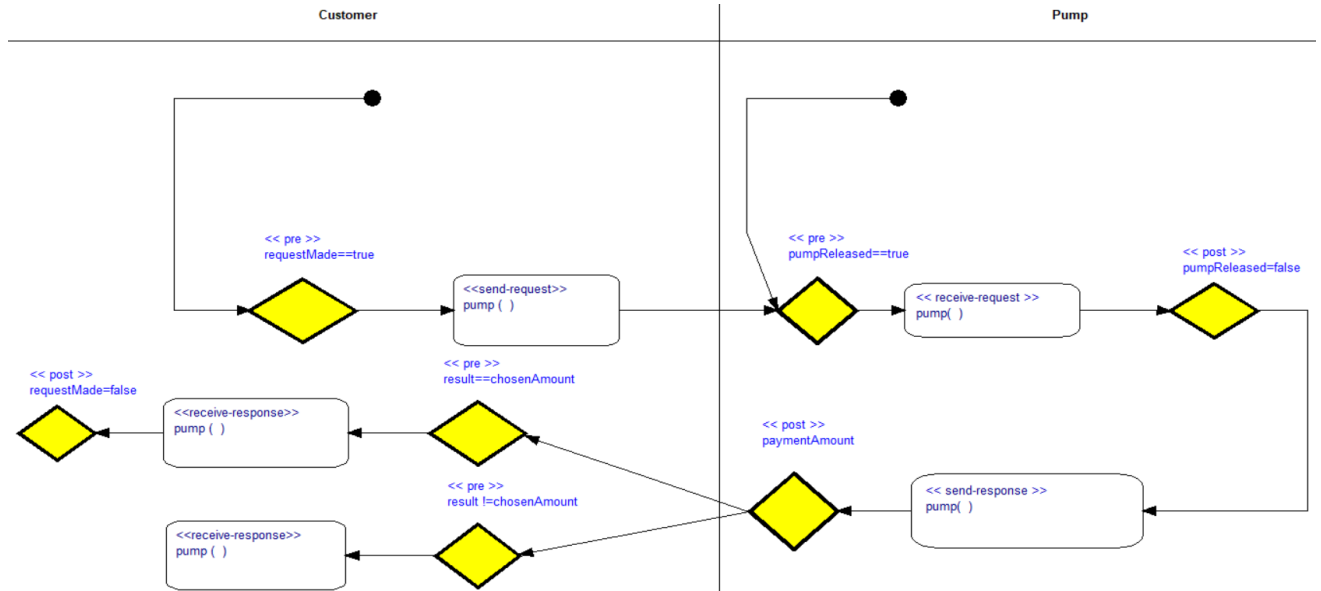 Customer
Pump
<< pre >>
requestMade==true
<<send-request>>
pump (  )
<< pre >>
pumpReleased==true
<< receive-request >>
pump(  )
<< post >>
pumpReleased=false
<< post >>
requestMade=false
<<receive-response>>
pump (  )
<< pre >>
result==chosenAmount
<< post >>
paymentAmount
<< send-response >>
pump(  )
<< pre >>
result !=chosenAmount
<<receive-response>>
pump (  )